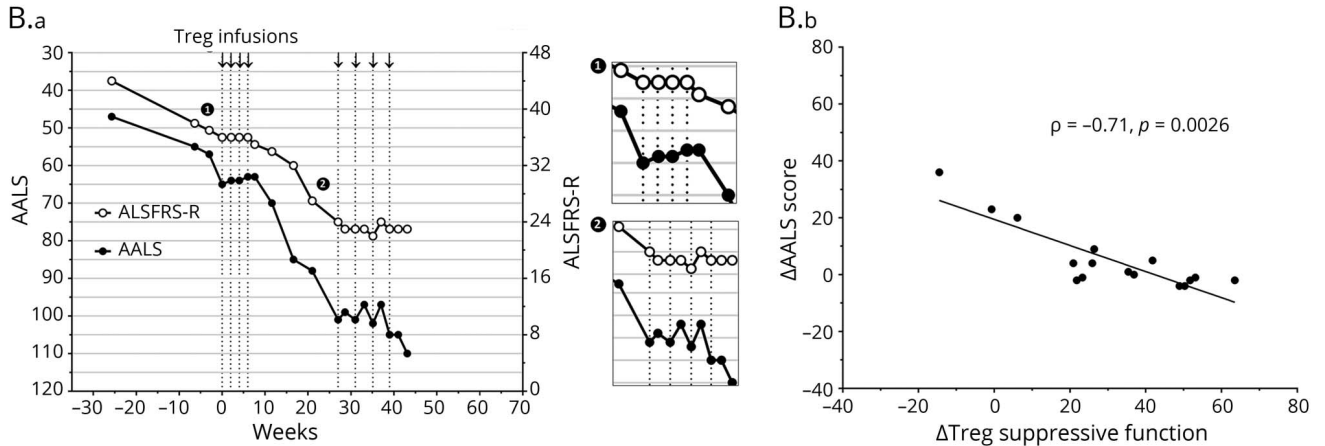 B.a
Treg infusions
30
40
50
60
70
80
90
100
110
120
AALS
48
40
32
24
16
8
0
ALSFRS-R
1
2
ALSFRS-R
AALS
−30 −20 −10 0 10 20 30 40 50 60 70
Weeks
1
2
B.b
ρ = −0.71, p = 0.0026
80
60
40
20
0
−20
−40
ΔAALS score
−40 −20 0 20 40 60 80
ΔTreg suppressive function